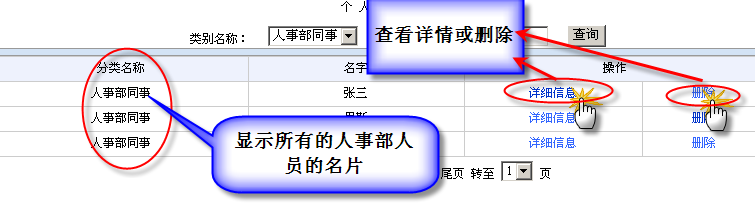 个 人
类别名称： 人事部同事 查看详情或删除 查询
分类名称 名字 操作
人事部同事 张三 详细信息 删除
人事部同事 详细信息 删除
人事部同事 详细信息 删除
显示所有的人事部人
员的名片
尾页 转至 1 页